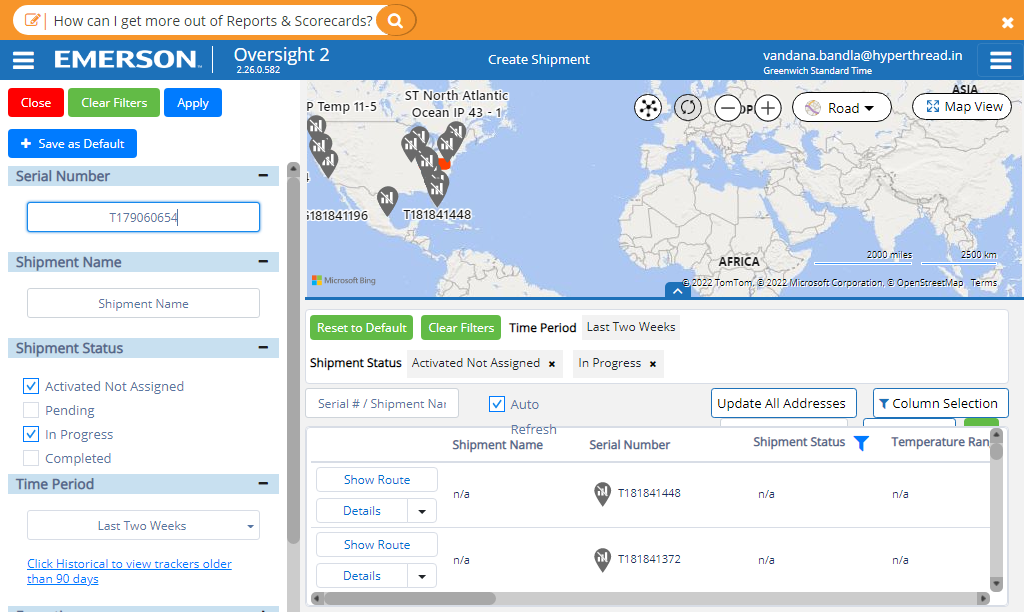 How can I get more out of Reports & Scorecards?
EMERSON
Oversight 2
2.26.0.582
Create Shipment
vandana.bandla@hyperthread.in
Greenwich Standard Time
Close
Clear Filters
Apply
Save as Default
Serial Number
T179060654
Shipment Name
Shipment Name
Shipment Status
Activated Not Assigned
Pending
In Progress
Completed
Time Period
Last Two Weeks
Click Historical to view trackers older
than 90 days
P Temp 11-5
ST North Atlantic
Ocean IP 43 - 1
ASIA
Road
Map View
181841196
T181841448
AFRICA
2000 miles
2500 km
Microsoft Bing
© 2022 TomTom, © 2022 Microsoft Corporation, © OpenStreetMap Terms
Reset to Default
Clear Filters
Time Period
Last Two Weeks
Shipment Status
Activated Not Assigned ×
In Progress ×
Serial # / Shipment Nar
Auto
Refresh
Update All Addresses
Column Selection
Shipment Name
Serial Number
Shipment Status
Temperature Ran
Show Route
Details
n/a
T181841448
n/a
n/a
Show Route
Details
n/a
T181841372
n/a
n/a